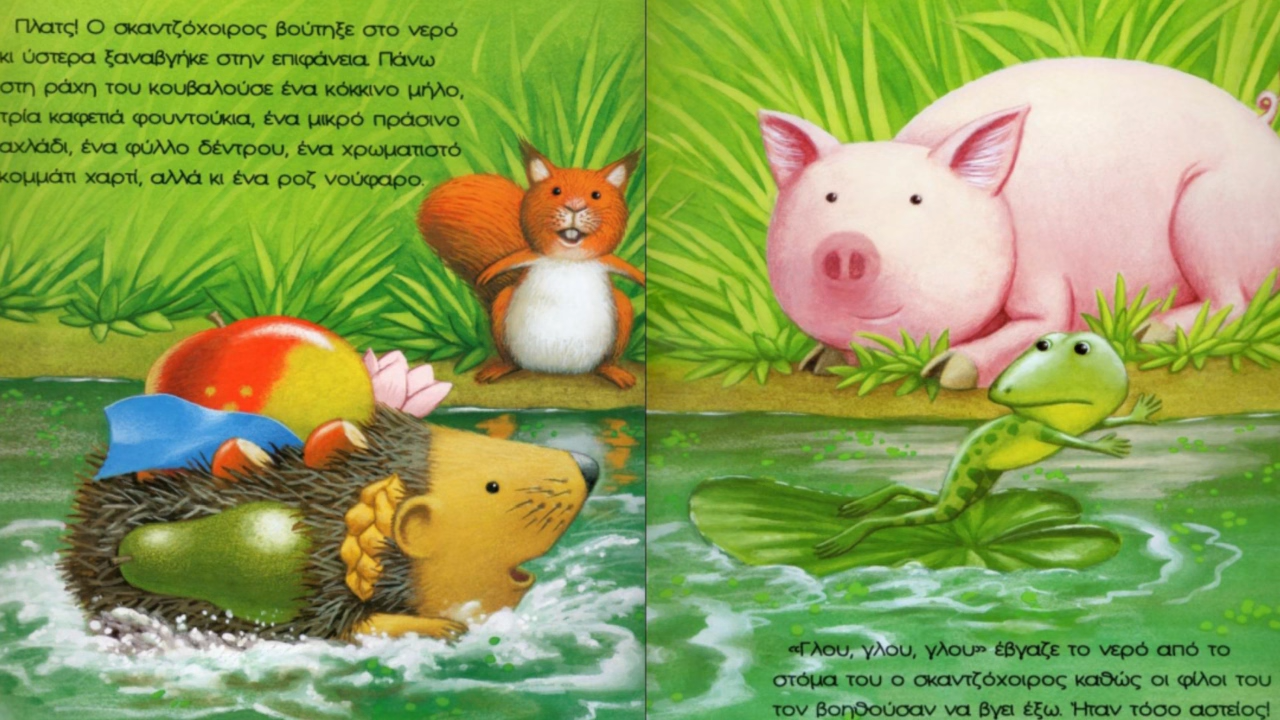 Πλατς! Ο σκαντζόχοιρος βούτηξε στο νερό
κι ύστερα ξαναβγήκε στην επιφάνεια. Πάνω
στη ράχη του κουβαλούσε ένα κόκκινο μήλο,
τρία καφετιά φουντούκια, ένα μικρό πράσινο
αχλάδι, ένα φύλλο δέντρου, ένα χρωματιστό
κομμάτι χαρτί, αλλά κι ένα ροζ νούφαρο.
«Γλου, γλου, γλου» έβγαζε το νερό από το
στόμα του ο σκαντζόχοιρος καθώς οι φίλοι του
τον βοηθούσαν να βγει έξω. Ήταν τόσο αστείος!